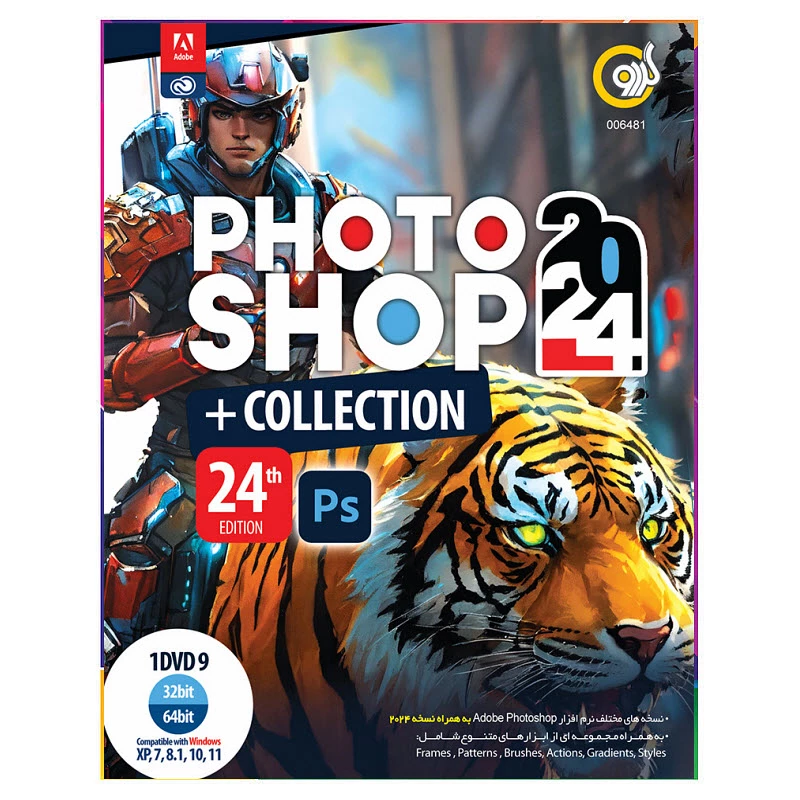 Adobe
گردو
006481
PHOTO
SHOP
2024
+ COLLECTION
24th
EDITION
Ps
1DVD 9
32bit
64bit
Compatible with Windows
XP, 7, 8.1, 10, 11
• نسخه های مختلف نرم افزار Adobe Photoshop به همراه نسخه ۲۰۲۴
• به همراه مجموعه ای از ابزارهای متنوع شامل:
Frames , Patterns , Brushes, Actions, Gradients, Styles